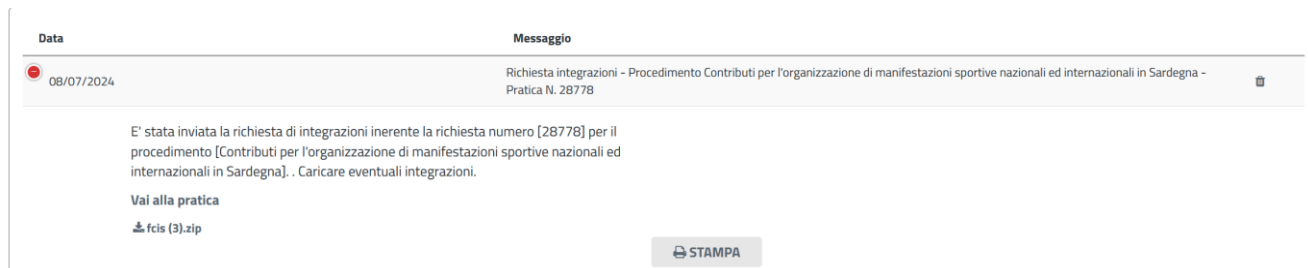 Data Messaggio
08/07/2024
Richiesta integrazioni - Procedimento Contributi per l'organizzazione di manifestazioni sportive nazionali ed internazionali in Sardegna -
Pratica N. 28778
E' stata inviata la richiesta di integrazioni inerente la richiesta numero [28778] per il
procedimento [Contributi per l'organizzazione di manifestazioni sportive nazionali ed
internazionali in Sardegna]. . Caricare eventuali integrazioni.
Vai alla pratica
fcis (3).zip
STAMPA